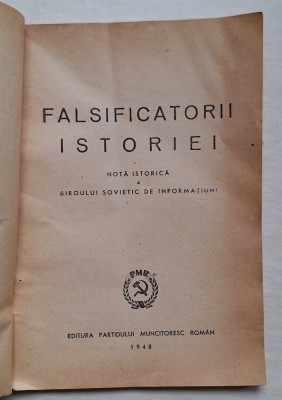 FALSIFICATORII
ISTORIEI
NOTĂ ISTORICĂ
A
BIROULUI SOVIETIC DE INFORMAȚIUNI
PMR
EDITURA PARTIDULUI MUNCITORESC ROMÂN
1948